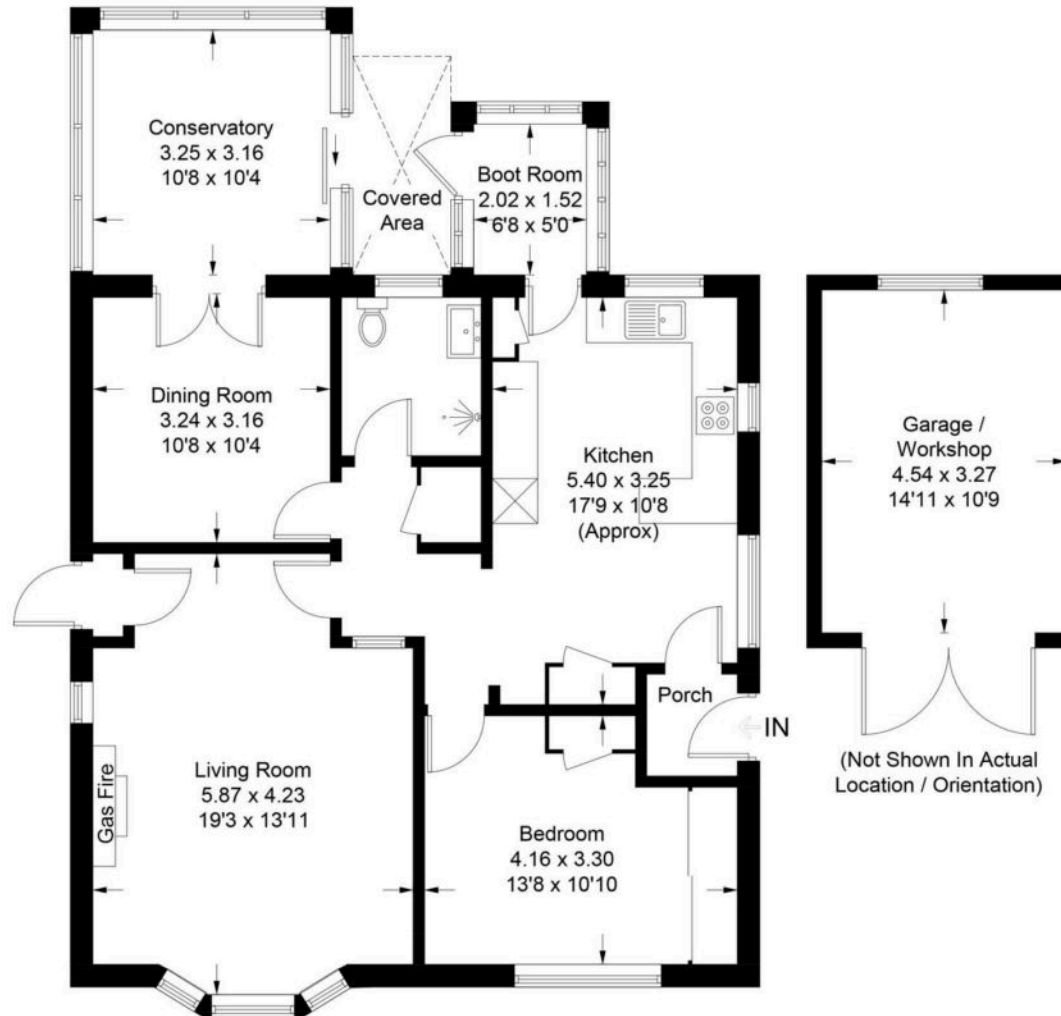 Conservatory
3.25 x 3.16
10'8 x 10'4
Covered
Area
Boot Room
2.02 x 1.52
6'8 x 5'0
Dining Room
3.24 x 3.16
10'8 x 10'4
Kitchen
5.40 x 3.25
17'9 x 10'8
(Approx)
Garage /
Workshop
4.54 x 3.27
14'11 x 10'9
(Not Shown In Actual
Location / Orientation)
Porch
IN
Living Room
5.87 x 4.23
19'3 x 13'11
Gas Fire
Bedroom
4.16 x 3.30
13'8 x 10'10